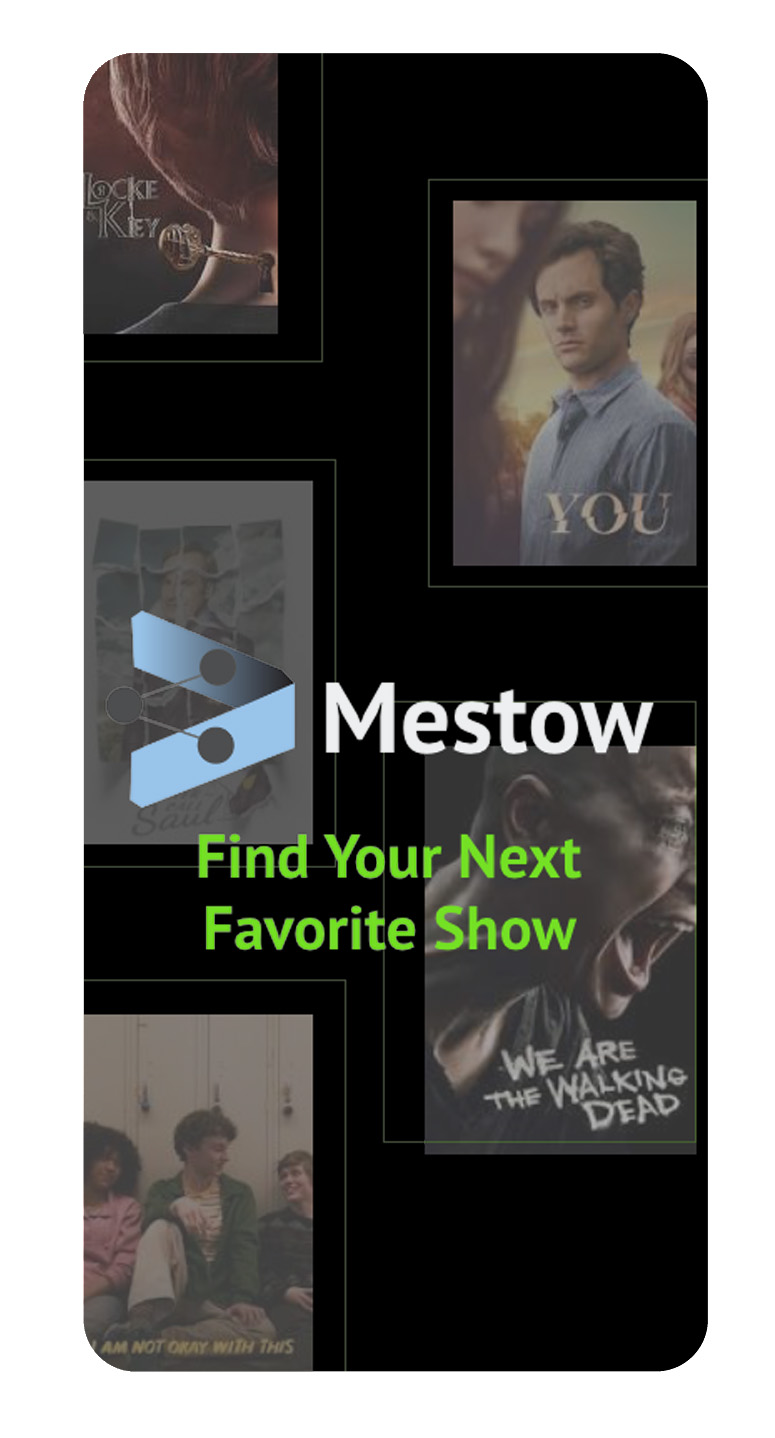 LOCKE
& KEY
YOU
Mestow
Saul
Find Your Next
Favorite Show
WE ARE
THE WALKING
DEAD
I AM NOT OKAY WITH THIS